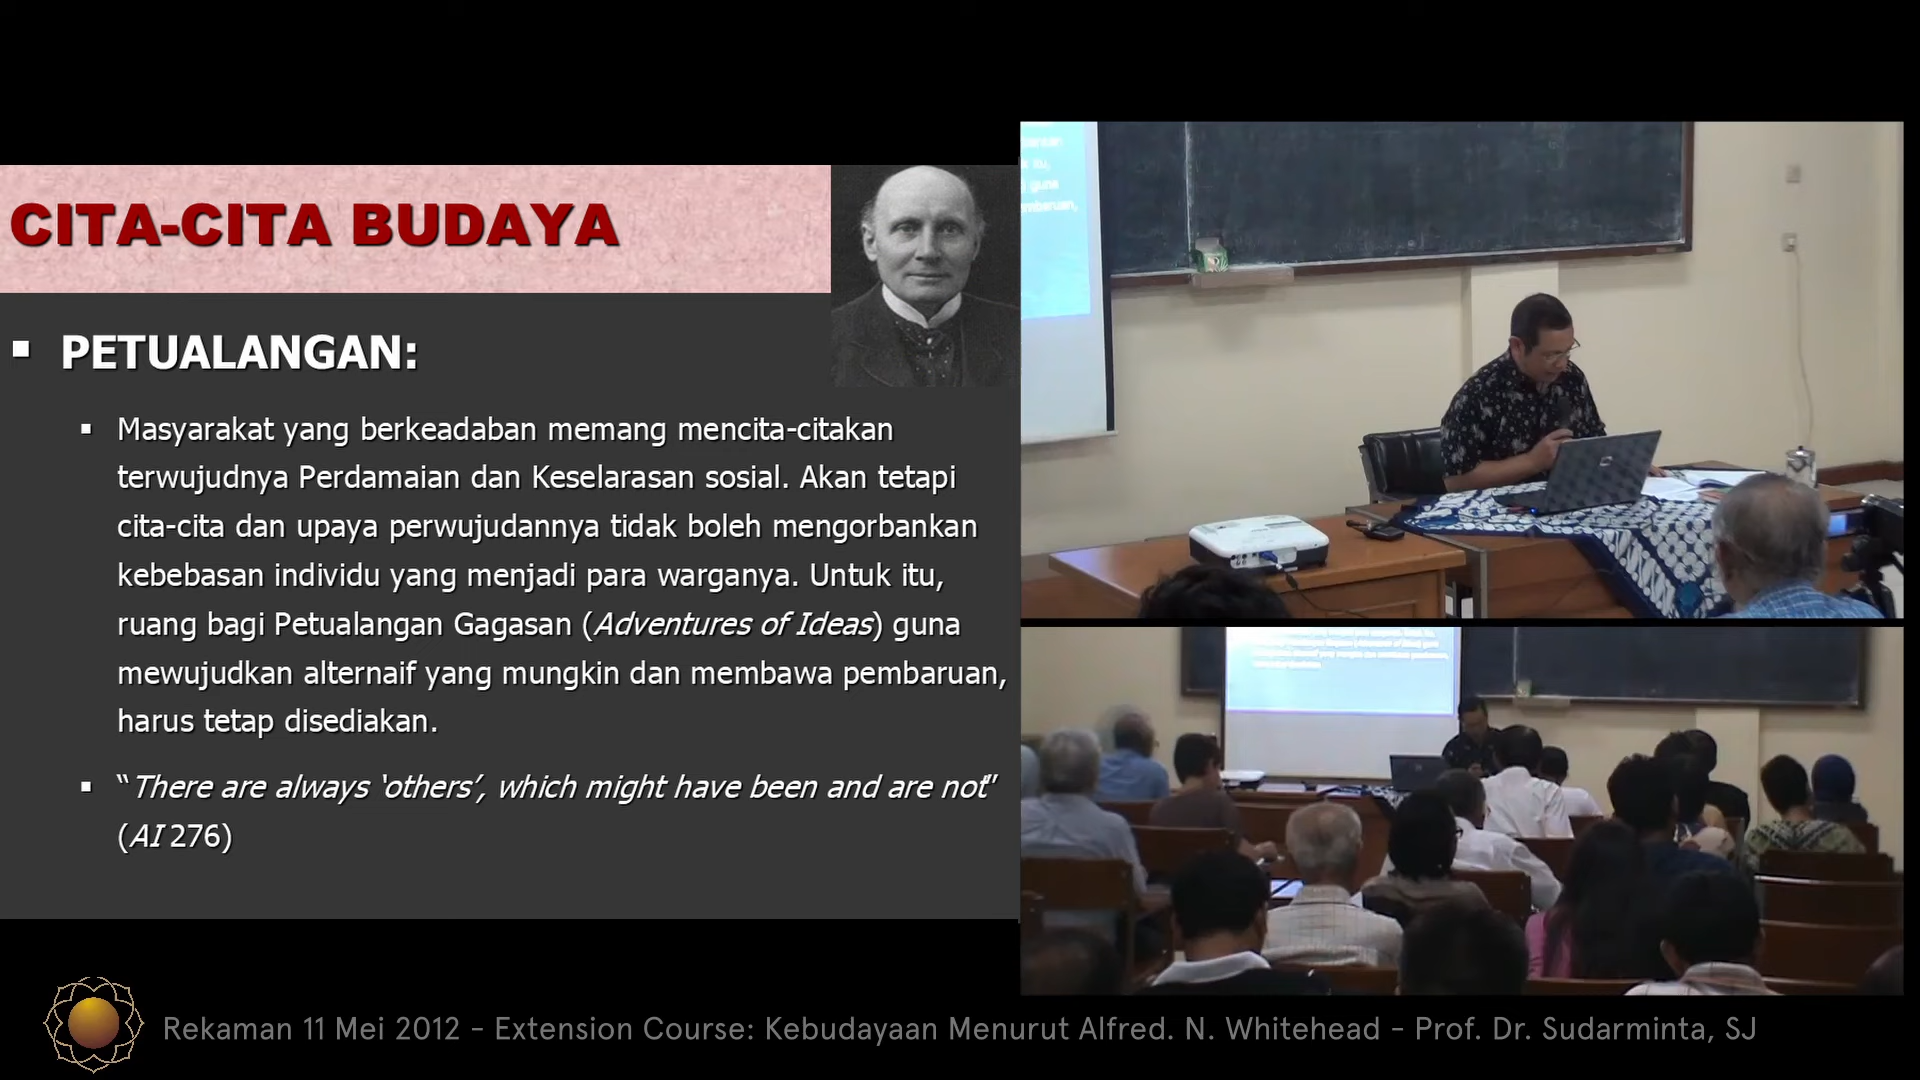 CITA-CITA BUDAYA
▪ PETUALANGAN:
▪ Masyarakat yang berkeadaban memang mencita-citakan
terwujudnya Perdamaian dan Keselarasan sosial. Akan tetapi
cita-cita dan upaya perwujudannya tidak boleh mengorbankan
kebebasan individu yang menjadi para warganya. Untuk itu,
ruang bagi Petualangan Gagasan (Adventures of Ideas) guna
mewujudkan alternaif yang mungkin dan membawa pembaruan,
harus tetap disediakan.
▪ “There are always ‘others’, which might have been and are not”
(AI 276)
guna
Rekaman 11 Mei 2012 - Extension Course: Kebudayaan Menurut Alfred. N. Whitehead - Prof. Dr. Sudarminta, SJ